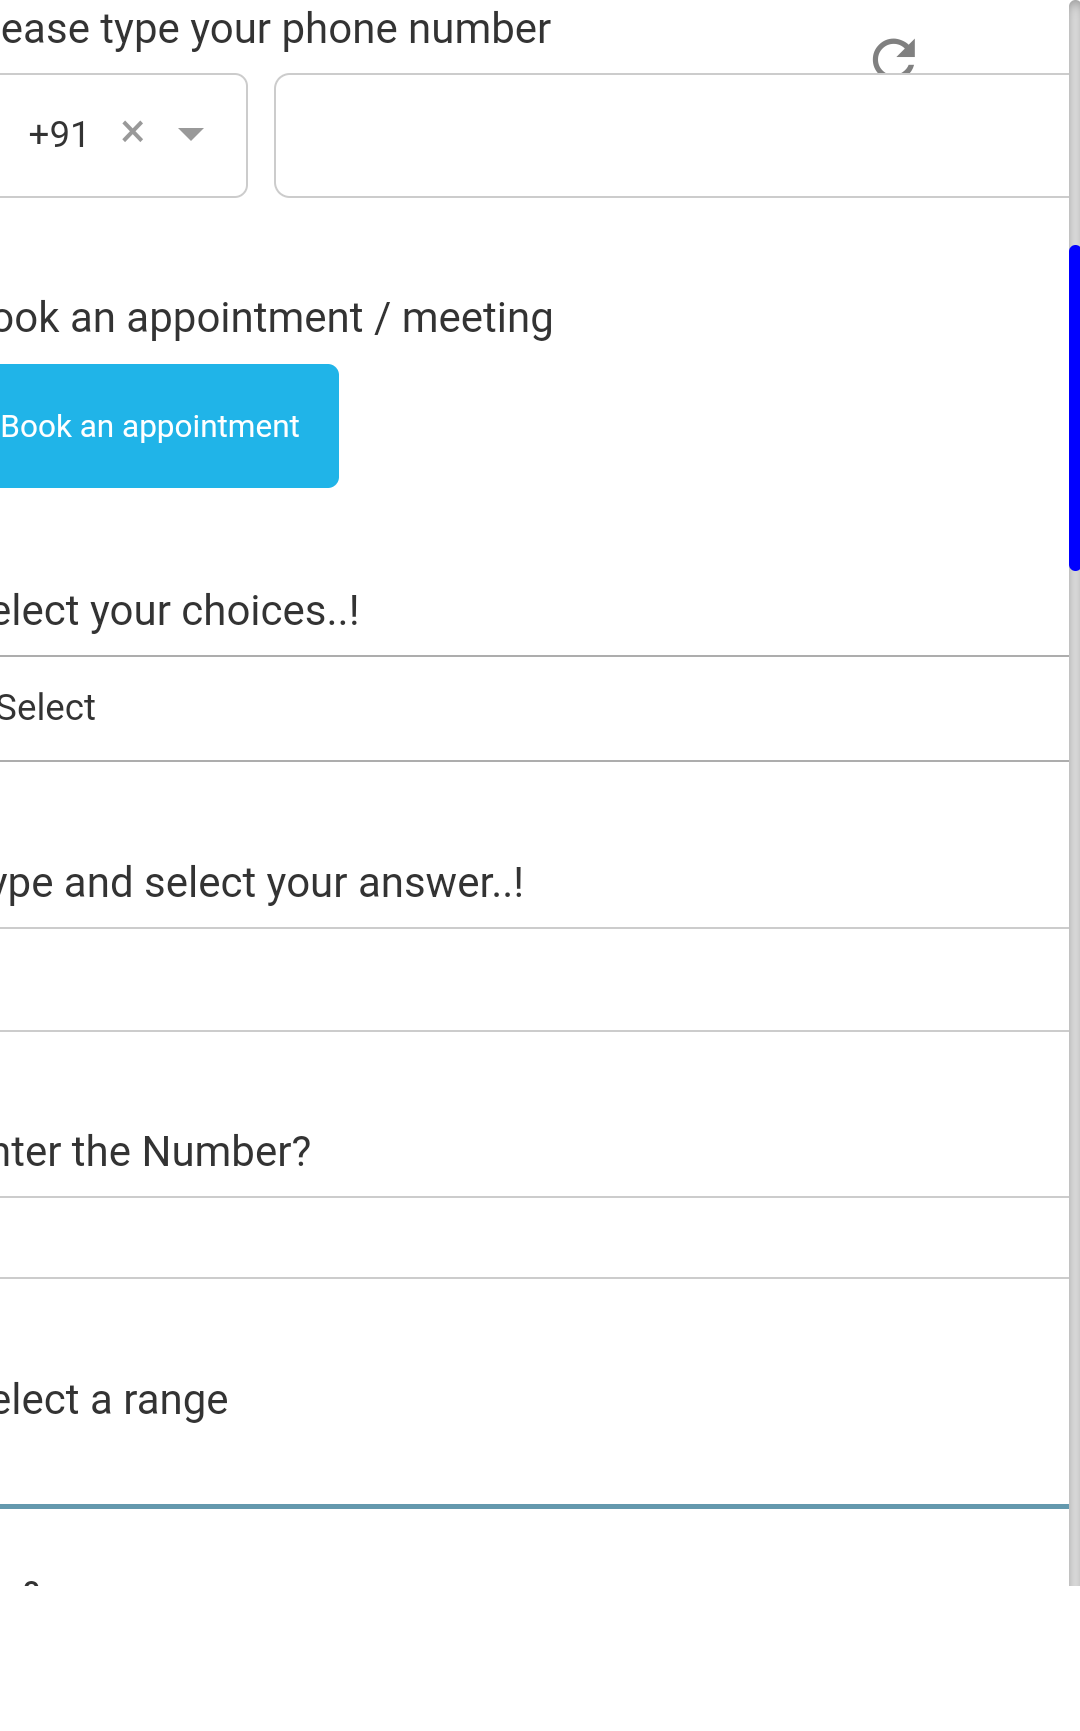 ease type your phone number
+91 ×
ook an appointment / meeting
Book an appointment
elect your choices..!
Select
ype and select your answer..!
nter the Number?
elect a range